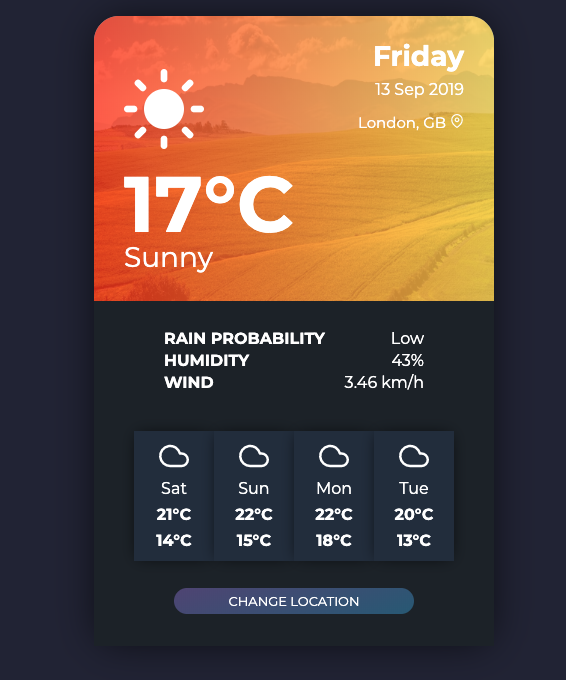 Friday
13 Sep 2019
London, GB
17°C
Sunny
RAIN PROBABILITY Low
HUMIDITY 43%
WIND 3.46 km/h
Sat Sun Mon Tue
21°C 22°C 22°C 20°C
14°C 15°C 18°C 13°C
CHANGE LOCATION